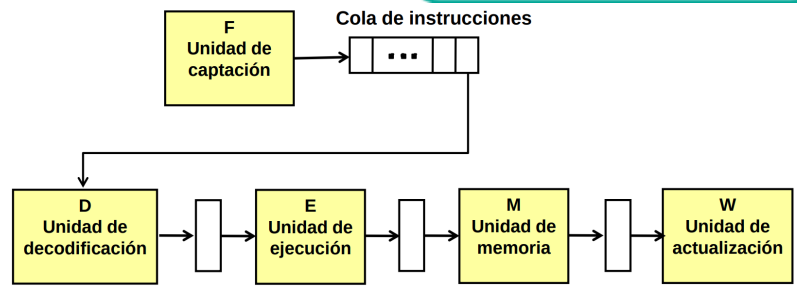 Cola de instrucciones
F
Unidad de
captación
D
Unidad de
decodificación
E
Unidad de
ejecución
M
Unidad de
memoria
W
Unidad de
actualización